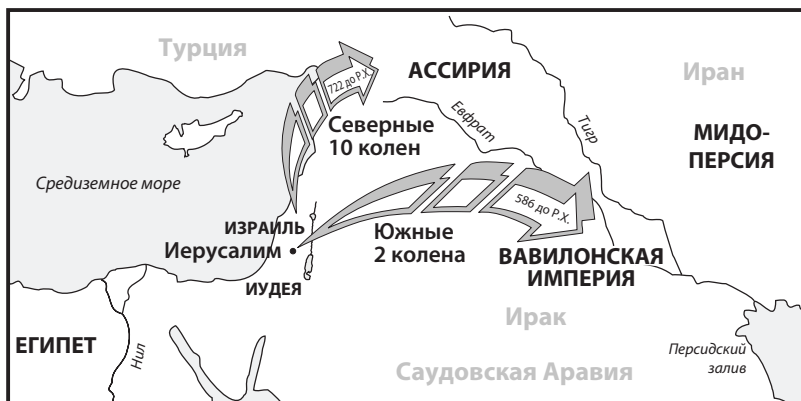 Турция
722 до Р.Х.
АССИРИЯ
Иран
Евфрат
Тигр
Северные
10 колен
МИДО-
ПЕРСИЯ
Средиземное море
586 до Р.Х.
ИЗРАИЛЬ
Иерусалим
Южные
2 колена
ВАВИЛОНСКАЯ
ИМПЕРИЯ
ИУДЕЯ
Ирак
ЕГИПЕТ
Нил
Персидский
залив
Саудовская Аравия